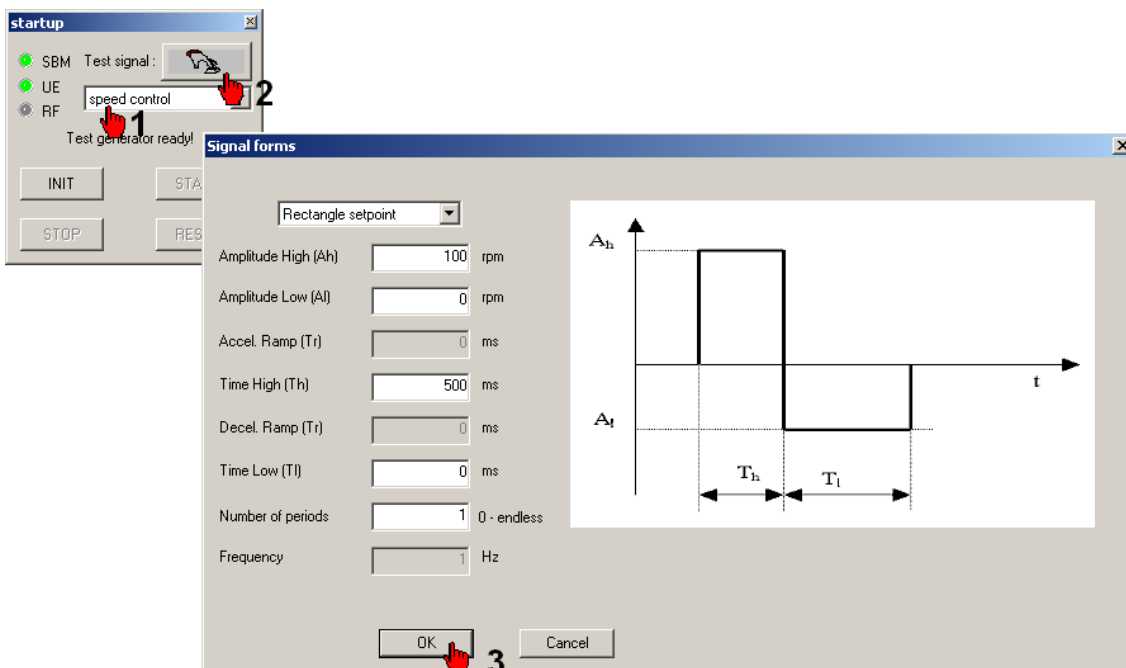 startup
SBM Test signal :
UE
2
speed control
RF
1
Test generator ready!
INIT STA
STOP RES
Signal forms
Rectangle setpoint
Amplitude High (Ah) 100 rpm
Amplitude Low (Al) 0 rpm
Accel. Ramp (Tr) 0 ms
Time High (Th) 500 ms
Decel. Ramp (Tr) 0 ms
Time Low (Tl) 0 ms
Number of periods 1 0 - endless
Frequency 1 Hz
Ah
t
Al
Th Tl
OK Cancel
3